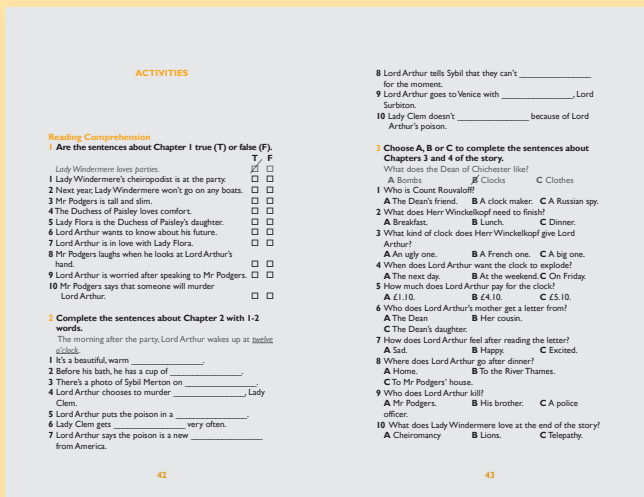 ACTIVITIES
Reading Comprehension
1 Are the sentences about Chapter 1 true (T) or false (F).
T F
Lady Windermere loves parties.
1 Lady Windermere's cheiropodist is at the party.
2 Next year, Lady Windermere won't go on any boats.
3 Mr Podgers is tall and slim.
4 The Duchess of Paisley loves comfort.
5 Lady Flora is the Duchess of Paisley's daughter.
6 Lord Arthur wants to know about his future.
7 Lord Arthur is in love with Lady Flora.
8 Mr Podgers laughs when he looks at Lord Arthur's
hand.
9 Lord Arthur is worried after speaking to Mr Podgers.
10 Mr Podgers says that someone will murder
Lord Arthur.
2 Complete the sentences about Chapter 2 with 1-2
words.
The morning after the party, Lord Arthur wakes up at twelve
o'clock.
1 It's a beautiful, warm ________________.
2 Before his bath, he has a cup of ________________.
3 There's a photo of Sybil Merton on ________________.
4 Lord Arthur chooses to murder ________________, Lady
Clem.
5 Lord Arthur puts the poison in a ________________.
6 Lady Clem gets ________________ very often.
7 Lord Arthur says the poison is a new ________________
from America.
42
8 Lord Arthur tells Sybil that they can't ________________
for the moment.
9 Lord Arthur goes to Venice with ________________, Lord
Surbiton.
10 Lady Clem doesn't ________________ because of Lord
Arthur's poison.
3 Choose A, B or C to complete the sentences about
Chapters 3 and 4 of the story.
What does the Dean of Chichester like?
A Bombs B Clocks C Clothes
1 Who is Count Rouvaloff?
A The Dean's friend. B A clock maker. C A Russian spy.
2 What does Herr Winckelkopf need to finish?
A Breakfast. B Lunch. C Dinner.
3 What kind of clock does Herr Winckelkopf give Lord
Arthur?
A An ugly one. B A French one. C A big one.
4 When does Lord Arthur want the clock to explode?
A The next day. B At the weekend. C On Friday.
5 How much does Lord Arthur pay for the clock?
A £1.10. B £4.10. C £5.10.
6 Who does Lord Arthur's mother get a letter from?
A The Dean B Her cousin.
C The Dean's daughter.
7 How does Lord Arthur feel after reading the letter?
A Sad. B Happy. C Excited.
8 Where does Lord Arthur go after dinner?
A Home. B To the River Thames.
C To Mr Podgers' house.
9 Who does Lord Arthur kill?
A Mr Podgers. B His brother. C A police
officer.
10 What does Lady Windermere love at the end of the story?
A Cheiromancy B Lions. C Telepathy.
43